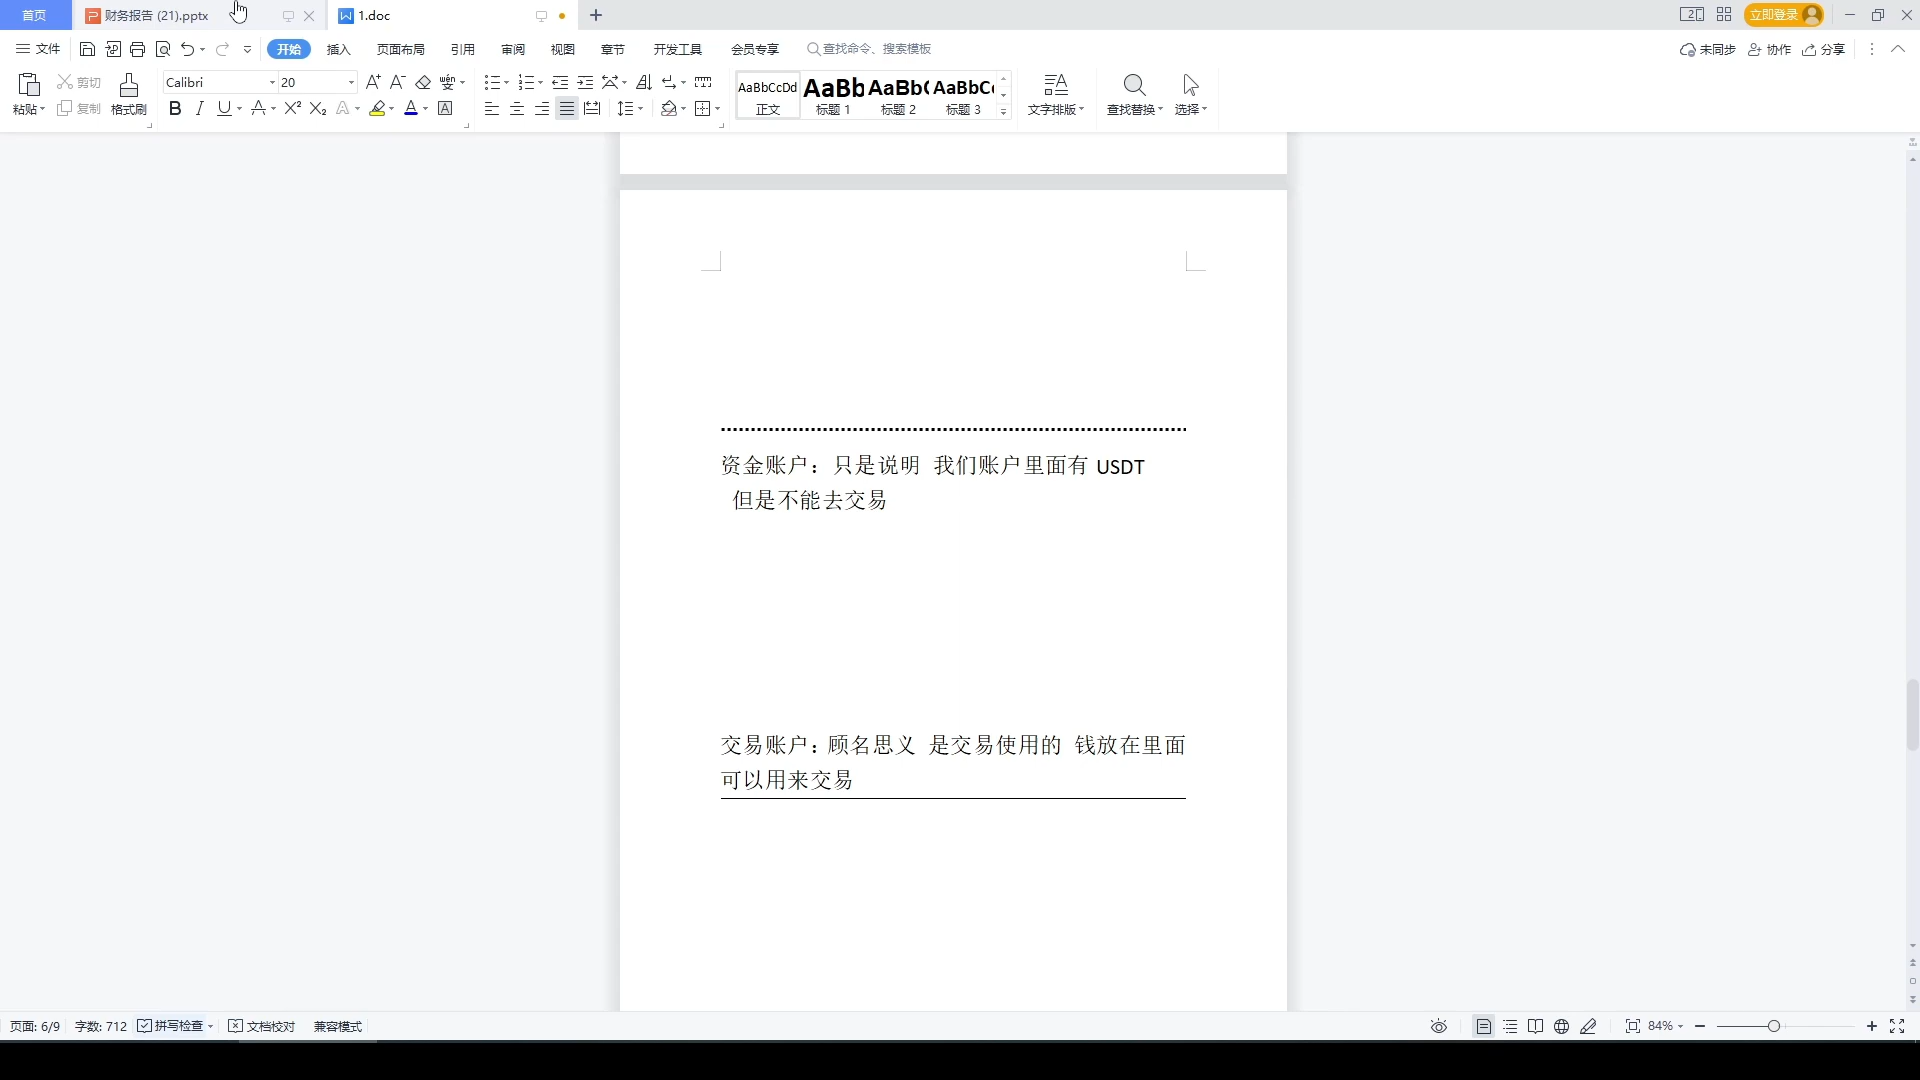 首页
财务报告 (21).pptx
1.doc
立即登录
文件
开始
插入
页面布局
引用
审阅
视图
章节
开发工具
会员专享
查找命令、搜索模板
未同步
协作
分享
粘贴
剪切
复制
格式刷
Calibri
20
AaBbCcDd
正文
AaBb
标题 1
AaBb(
标题 2
AaBbC
标题 3
文字排版
查找替换
选择
资金账户：只是说明 我们账户里面有 USDT
但是不能去交易
交易账户：顾名思义 是交易使用的 钱放在里面
可以用来交易
页面: 6/9
字数: 712
拼写检查
文档校对
兼容模式
84%